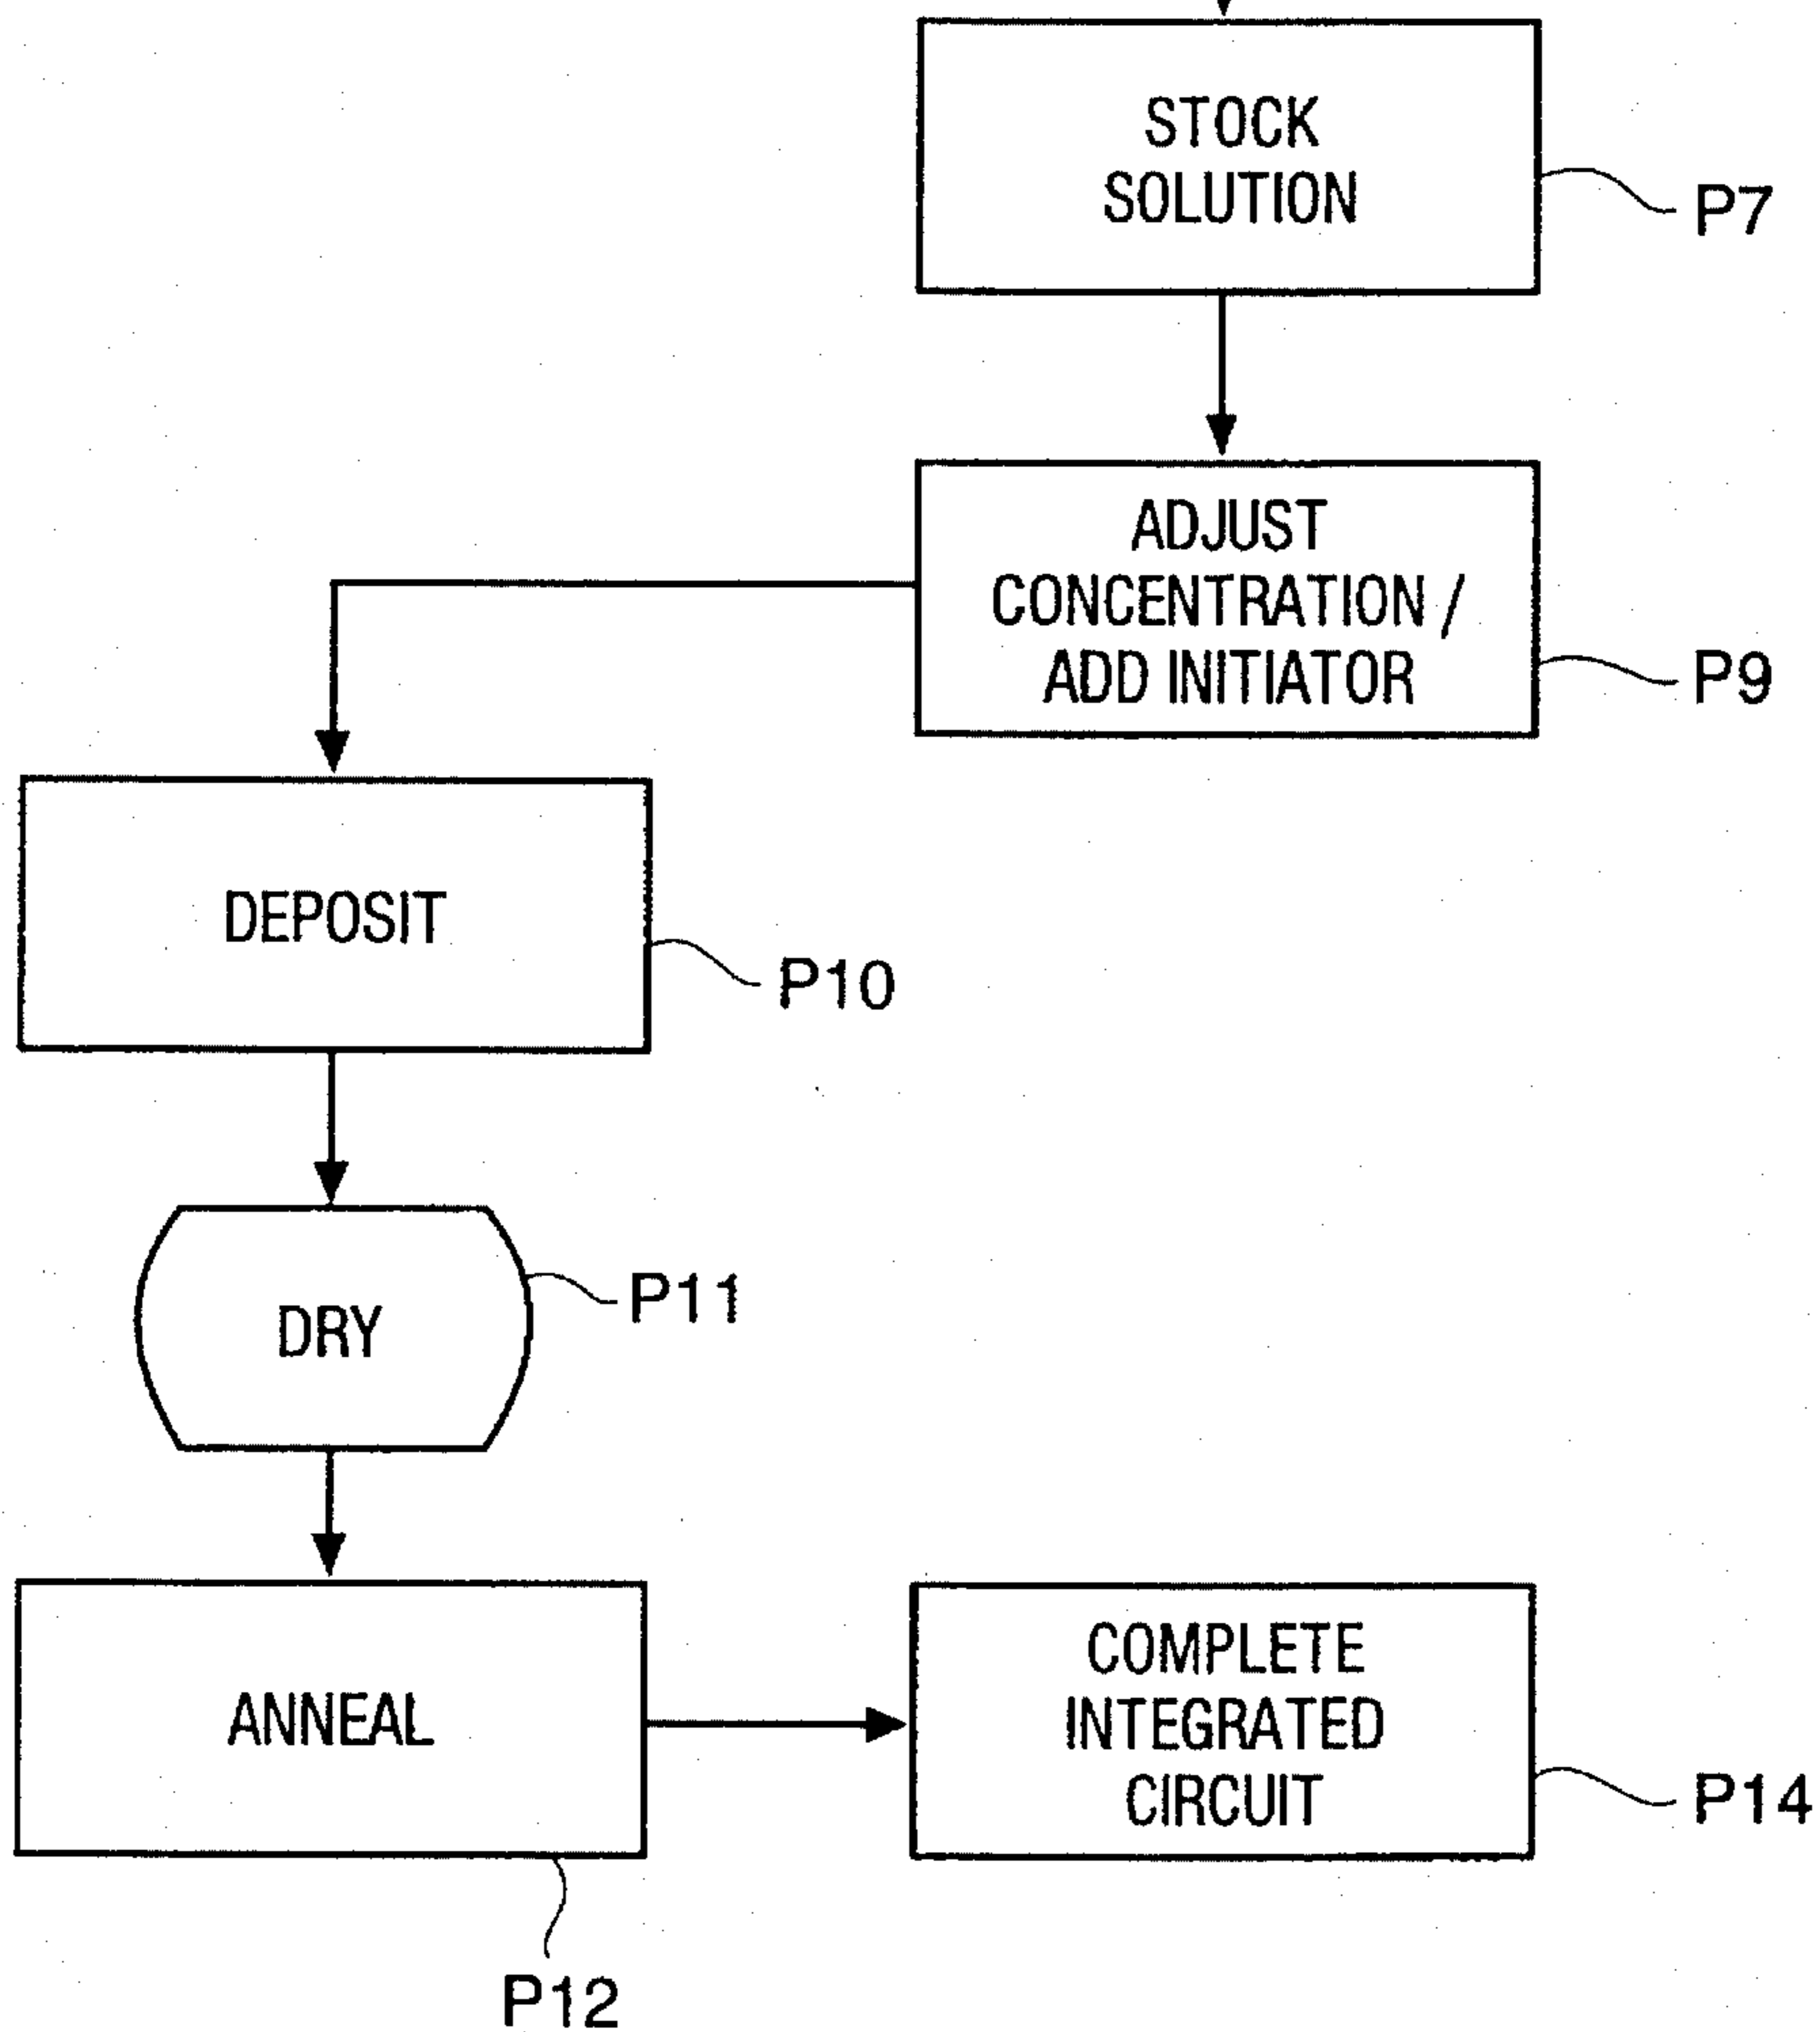 STOCK
SOLUTION
P7
ADJUST
CONCENTRATION /
ADD INITIATOR
P9
DEPOSIT
P10
DRY
P11
ANNEAL
P12
COMPLETE
INTEGRATED
CIRCUIT
P14